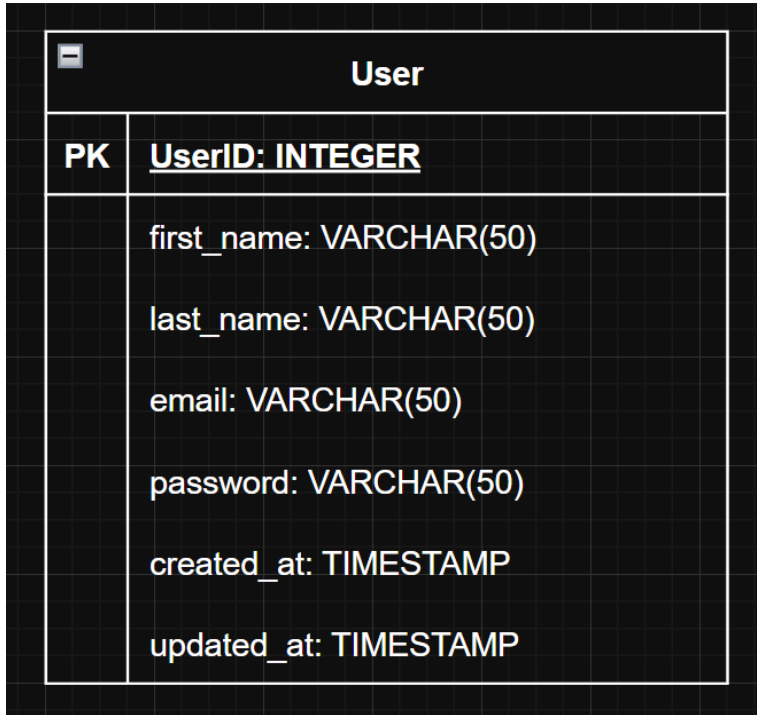 User
PK UserID: INTEGER
first_name: VARCHAR(50)
last_name: VARCHAR(50)
email: VARCHAR(50)
password: VARCHAR(50)
created_at: TIMESTAMP
updated_at: TIMESTAMP